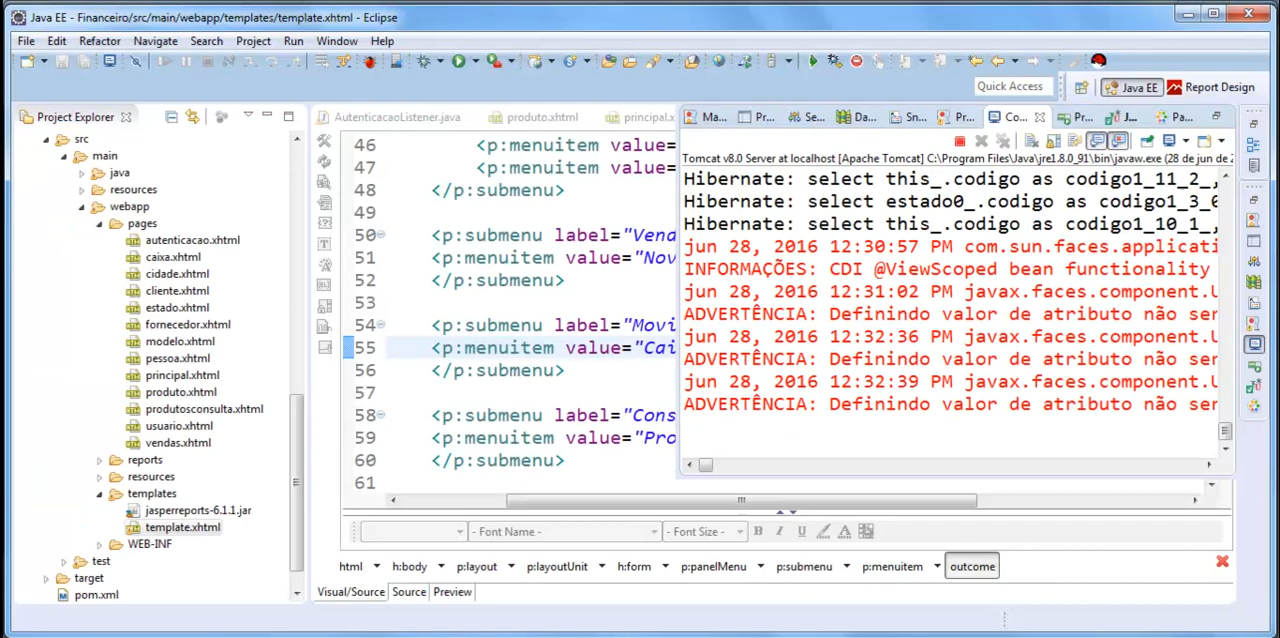 Java EE - Financeiro/src/main/webapp/templates/template.xhtml - Eclipse
File Edit Refactor Navigate Search Project Run Window Help
Quick Access
Java EE
Report Design
Project Explorer
src
main
java
resources
webapp
pages
autenticacao.xhtml
caixa.xhtml
cidade.xhtml
cliente.xhtml
estado.xhtml
fornecedor.xhtml
modelo.xhtml
pessoa.xhtml
principal.xhtml
produto.xhtml
produtosconsulta.xhtml
usuario.xhtml
vendas.xhtml
reports
resources
templates
jasperreports-6.1.1.jar
template.xhtml
WEB-INF
test
target
pom.xml
AutenticacaoListener.java produto.xhtml principal.
46 <p:menuitem value=
47 <p:menuitem value=
48 </p:submenu>
49
50 <p:submenu label="Vend
51 <p:menuitem value="Nov
52 </p:submenu>
53
54 <p:submenu label="Movi
55 <p:menuitem value="Cai
56 </p:submenu>
57
58 <p:submenu label="Cons
59 <p:menuitem value="Pro
60 </p:submenu>
61
Ma... Pr... Se... Da... Sn... Pr... Co... Pr... J... Pa...
Tomcat v8.0 Server at localhost [Apache Tomcat] C:\Program Files\Java\jre1.8.0_91\bin\javaw.exe (28 de jun de 2
Hibernate: select this_.codigo as codigo1_11_2_,
Hibernate: select estado0_.codigo as codigo1_3_0
Hibernate: select this_.codigo as codigo1_10_1_,
jun 28, 2016 12:30:57 PM com.sun.faces.applicati
INFORMAÇÕES: CDI @ViewScoped bean functionality
jun 28, 2016 12:31:02 PM javax.faces.component.U
ADVERTÊNCIA: Definindo valor de atributo não ser
jun 28, 2016 12:32:36 PM javax.faces.component.U
ADVERTÊNCIA: Definindo valor de atributo não ser
jun 28, 2016 12:32:39 PM javax.faces.component.U
ADVERTÊNCIA: Definindo valor de atributo não ser
- Font Name - - Font Size - B I U A
html h:body p:layout p:layoutUnit h:form p:panelMenu p:submenu p:menuitem outcome
Visual/Source Source Preview